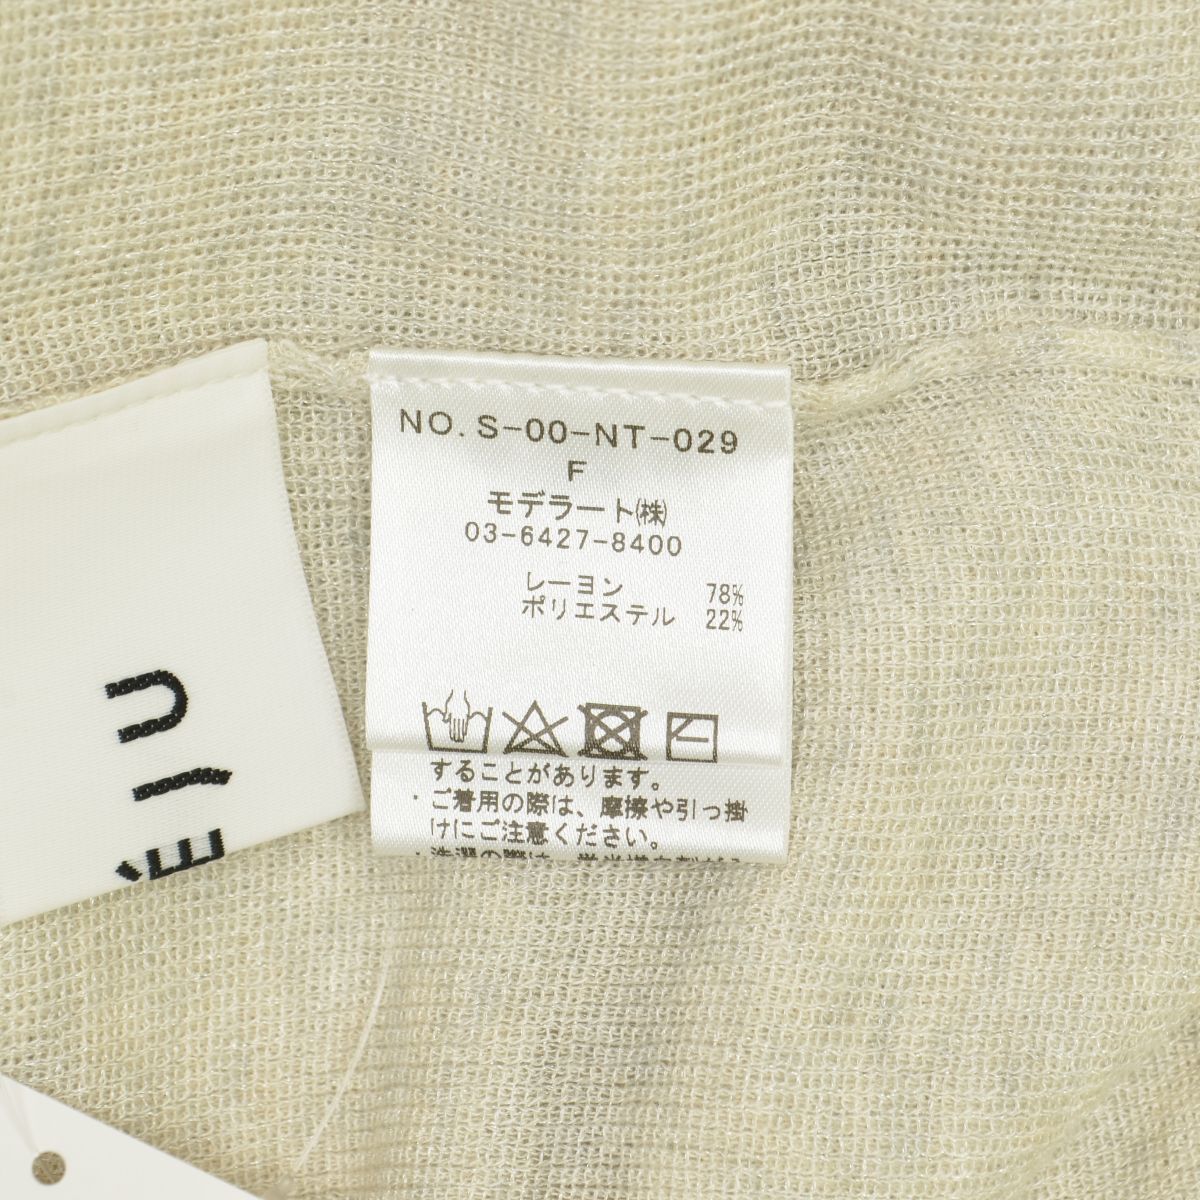 NO. S-00-NT-029
F
モデラート㈱
03-6427-8400
レーヨン 78%
ポリエステル 22%
することがあります。
・ご着用の際は、摩擦や引っ掛
けにご注意ください。